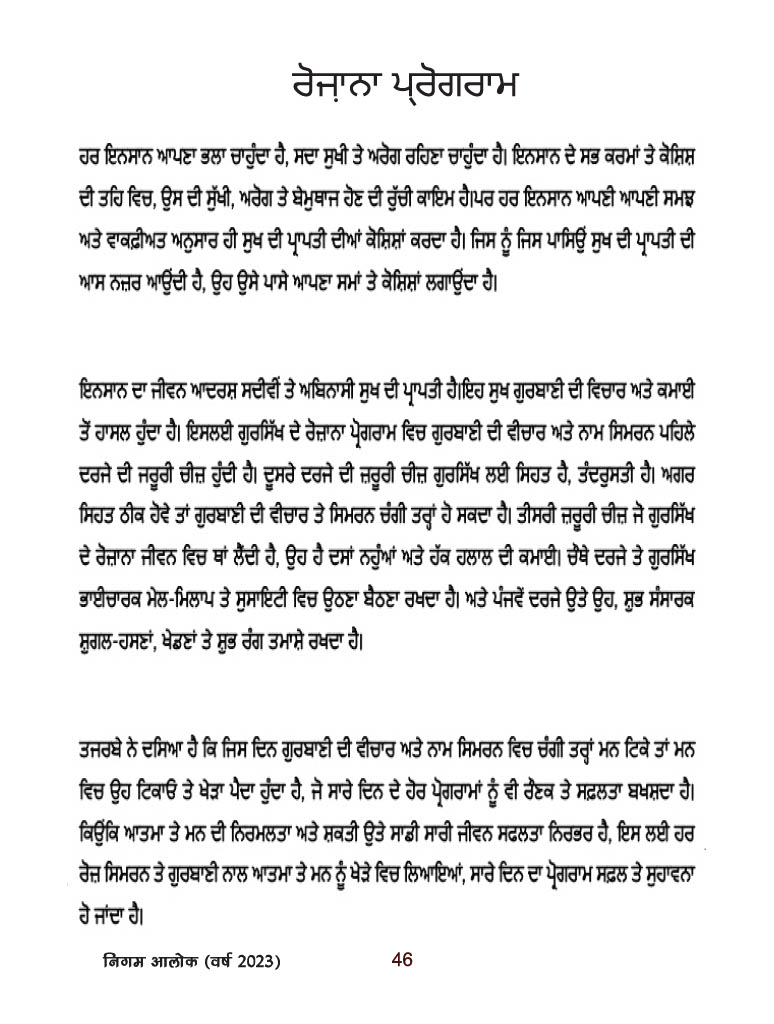 ਰੋਜ਼ਾਨਾ ਪ੍ਰੋਗਰਾਮ
ਹਰ ਇਨਸਾਨ ਆਪਣਾ ਭਲਾ ਚਾਹੁੰਦਾ ਹੈ, ਸਦਾ ਸੁਖੀ ਤੇ ਅਰੋਗ ਰਹਿਣਾ ਚਾਹੁੰਦਾ ਹੈ। ਇਨਸਾਨ ਦੇ ਸਭ ਕਰਮਾਂ ਤੇ ਕੋਸ਼ਿਸ਼
ਦੀ ਤਹਿ ਵਿਚ, ਉਸ ਦੀ ਸੁੱਖੀ, ਅਰੋਗ ਤੇ ਬੇਮੁਥਾਜ ਹੋਣ ਦੀ ਰੁੱਚੀ ਕਾਇਮ ਹੈ।ਪਰ ਹਰ ਇਨਸਾਨ ਆਪਣੀ ਆਪਣੀ ਸਮਝ
ਅਤੇ ਵਾਕਫ਼ੀਅਤ ਅਨੁਸਾਰ ਹੀ ਸੁਖ ਦੀ ਪ੍ਰਾਪਤੀ ਦੀਆਂ ਕੋਸ਼ਿਸ਼ਾਂ ਕਰਦਾ ਹੈ। ਜਿਸ ਨੂੰ ਜਿਸ ਪਾਸਿਉਂ ਸੁਖ ਦੀ ਪ੍ਰਾਪਤੀ ਦੀ
ਆਸ ਨਜ਼ਰ ਆਉਂਦੀ ਹੈ, ਉਹ ਉਸੇ ਪਾਸੇ ਆਪਣਾ ਸਮਾਂ ਤੇ ਕੋਸ਼ਿਸ਼ਾਂ ਲਗਾਉਂਦਾ ਹੈ।
ਇਨਸਾਨ ਦਾ ਜੀਵਨ ਆਦਰਸ਼ ਸਦੀਵੀਂ ਤੇ ਅਬਿਨਾਸੀ ਸੁਖ ਦੀ ਪ੍ਰਾਪਤੀ ਹੈ।ਇਹ ਸੁਖ ਗੁਰਬਾਣੀ ਦੀ ਵਿਚਾਰ ਅਤੇ ਕਮਾਈ
ਤੋਂ ਹਾਸਲ ਹੁੰਦਾ ਹੈ। ਇਸਲਈ ਗੁਰਸਿੱਖ ਦੇ ਰੋਜ਼ਾਨਾ ਪ੍ਰੋਗਰਾਮ ਵਿਚ ਗੁਰਬਾਣੀ ਦੀ ਵੀਚਾਰ ਅਤੇ ਨਾਮ ਸਿਮਰਨ ਪਹਿਲੇ
ਦਰਜੇ ਦੀ ਜਰੂਰੀ ਚੀਜ਼ ਹੁੰਦੀ ਹੈ। ਦੂਸਰੇ ਦਰਜੇ ਦੀ ਜ਼ਰੂਰੀ ਚੀਜ਼ ਗੁਰਸਿੱਖ ਲਈ ਸਿਹਤ ਹੈ, ਤੰਦਰੁਸਤੀ ਹੈ। ਅਗਰ
ਸਿਹਤ ਠੀਕ ਹੋਵੇ ਤਾਂ ਗੁਰਬਾਣੀ ਦੀ ਵੀਚਾਰ ਤੇ ਸਿਮਰਨ ਚੰਗੀ ਤਰ੍ਹਾਂ ਹੋ ਸਕਦਾ ਹੈ। ਤੀਸਰੀ ਜ਼ਰੂਰੀ ਚੀਜ਼ ਜੋ ਗੁਰਸਿੱਖ
ਦੇ ਰੋਜ਼ਾਨਾ ਜੀਵਨ ਵਿਚ ਥਾਂ ਲੈਂਦੀ ਹੈ, ਉਹ ਹੈ ਦਸਾਂ ਨਹੁੰਆਂ ਅਤੇ ਹੱਕ ਹਲਾਲ ਦੀ ਕਮਾਈ। ਚੌਥੇ ਦਰਜੇ ਤੇ ਗੁਰਸਿੱਖ
ਭਾਈਚਾਰਕ ਮੇਲ-ਮਿਲਾਪ ਤੇ ਸੁਸਾਇਟੀ ਵਿਚ ਉਠਣਾ ਬੈਠਣਾ ਰਖਦਾ ਹੈ। ਅਤੇ ਪੰਜਵੇਂ ਦਰਜੇ ਉਤੇ ਉਹ, ਸ਼ੁਭ ਸੰਸਾਰਕ
ਸ਼ੁਗਲ-ਹਸਣਾਂ, ਖੇਡਣਾਂ ਤੇ ਸ਼ੁਭ ਰੰਗ ਤਮਾਸ਼ੇ ਰਖਦਾ ਹੈ।
ਤਜਰਬੇ ਨੇ ਦਸਿਆ ਹੈ ਕਿ ਜਿਸ ਦਿਨ ਗੁਰਬਾਣੀ ਦੀ ਵੀਚਾਰ ਅਤੇ ਨਾਮ ਸਿਮਰਨ ਵਿਚ ਚੰਗੀ ਤਰ੍ਹਾਂ ਮਨ ਟਿਕੇ ਤਾਂ ਮਨ
ਵਿਚ ਉਹ ਟਿਕਾਓ ਤੇ ਖੇੜਾ ਪੈਦਾ ਹੁੰਦਾ ਹੈ, ਜੋ ਸਾਰੇ ਦਿਨ ਦੇ ਹੋਰ ਪ੍ਰੋਗਰਾਮਾਂ ਨੂੰ ਵੀ ਰੌਣਕ ਤੇ ਸਫ਼ਲਤਾ ਬਖਸ਼ਦਾ ਹੈ।
ਕਿਉਂਕਿ ਆਤਮਾ ਤੇ ਮਨ ਦੀ ਨਿਰਮਲਤਾ ਅਤੇ ਸ਼ਕਤੀ ਉਤੇ ਸਾਡੀ ਸਾਰੀ ਜੀਵਨ ਸਫਲਤਾ ਨਿਰਭਰ ਹੈ, ਇਸ ਲਈ ਹਰ
ਰੋਜ਼ ਸਿਮਰਨ ਤੇ ਗੁਰਬਾਣੀ ਨਾਲ ਆਤਮਾ ਤੇ ਮਨ ਨੂੰ ਖੇੜੇ ਵਿਚ ਲਿਆਇਆਂ, ਸਾਰੇ ਦਿਨ ਦਾ ਪ੍ਰੋਗਰਾਮ ਸਫ਼ਲ ਤੇ ਸੁਹਾਵਨਾ
ਹੋ ਜਾਂਦਾ ਹੈ।
निगम आलोक (वर्ष 2023) 46